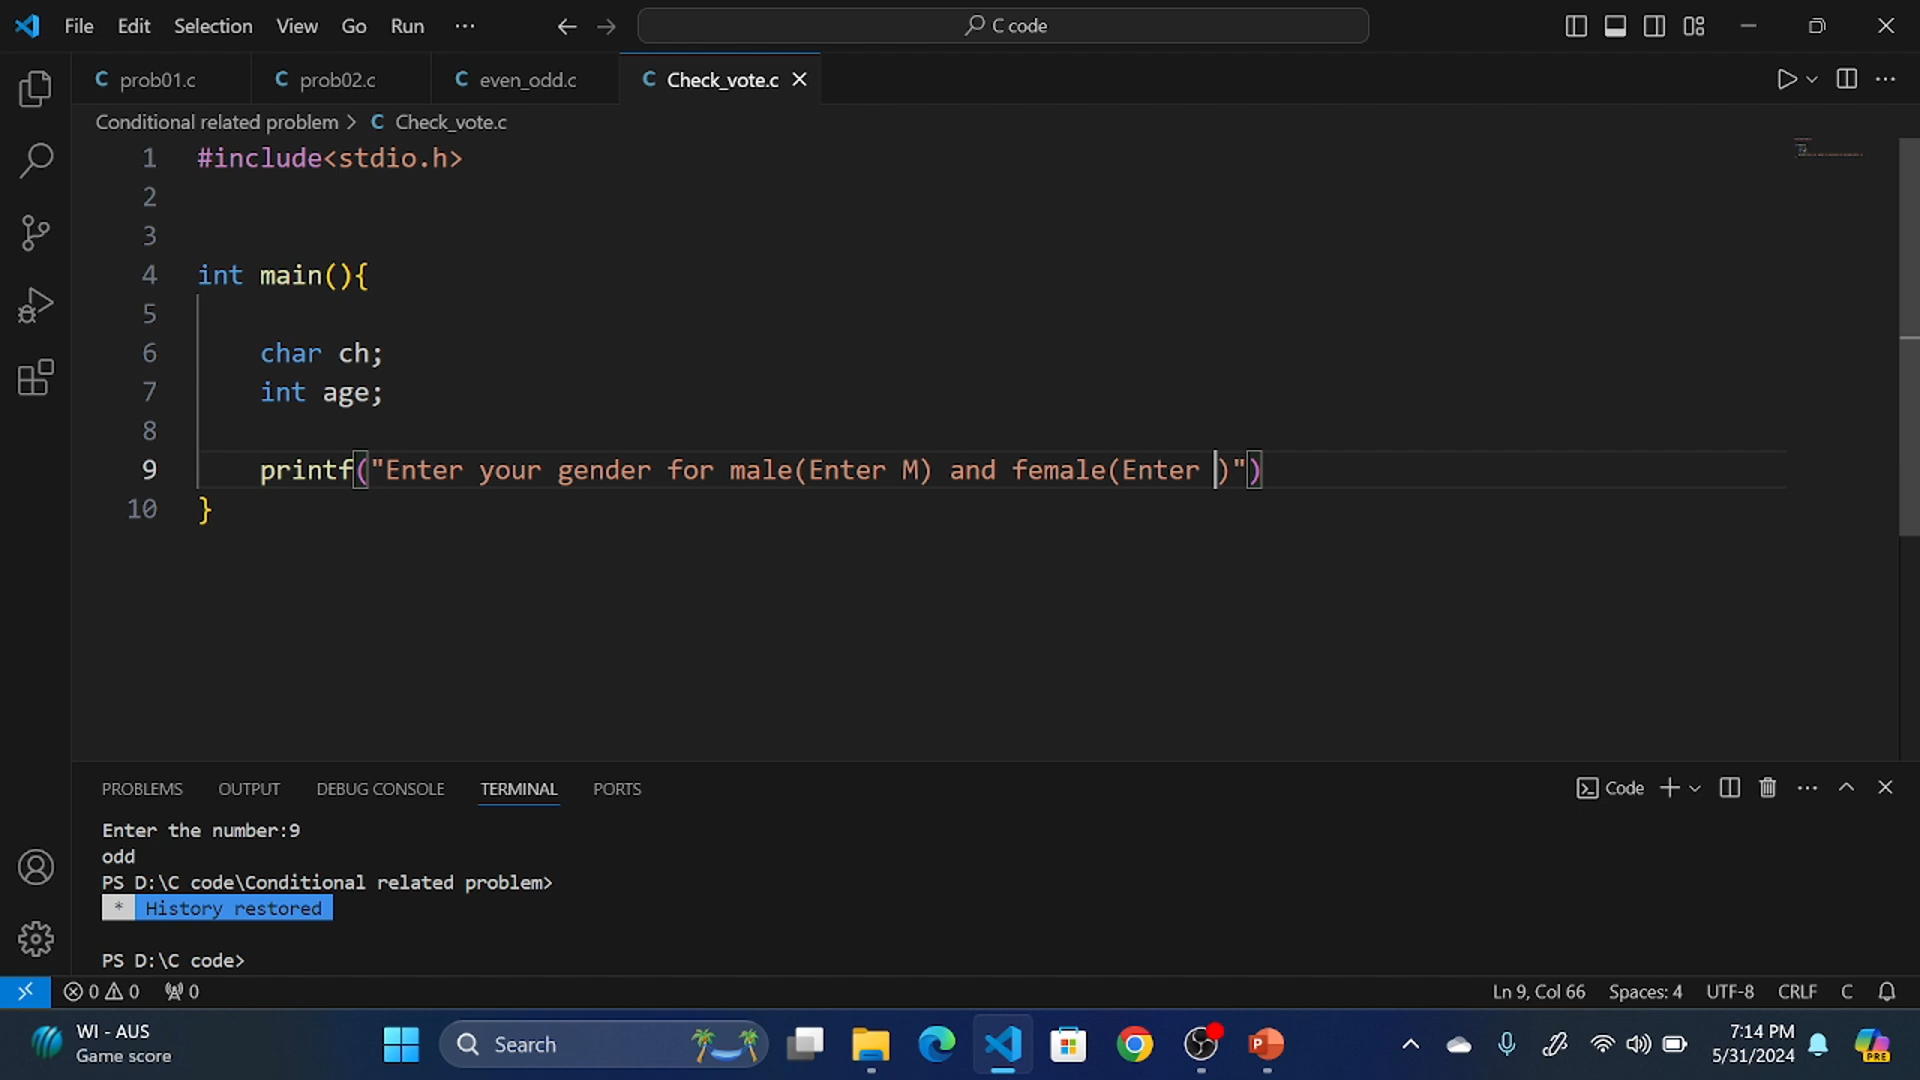 File Edit Selection View Go Run ··· C code
prob01.c prob02.c even_odd.c Check_vote.c
Conditional related problem > C Check_vote.c
1 #include<stdio.h>
2
3
4 int main(){
5
6 char ch;
7 int age;
8
9 printf("Enter your gender for male(Enter M) and female(Enter )")
10 }
PROBLEMS OUTPUT DEBUG CONSOLE TERMINAL PORTS Code
Enter the number:9
odd
PS D:\C code\Conditional related problem>
* History restored
PS D:\C code>
0 0 0 Ln 9, Col 66 Spaces: 4 UTF-8 CRLF C
WI - AUS
Game score
Search
7:14 PM
5/31/2024
PRE